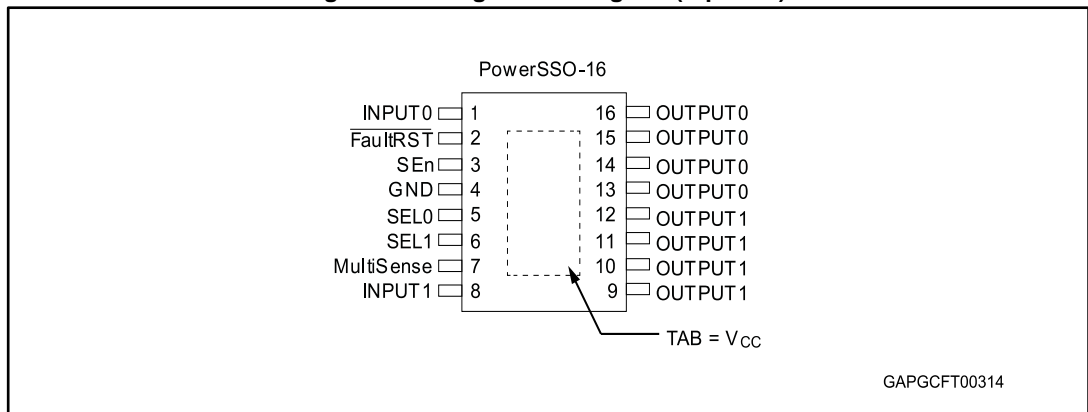 PowerSSO-16
INPUT0 1 16 OUTPUT0
FaultRST 2 15 OUTPUT0
SEn 3 14 OUTPUT0
GND 4 13 OUTPUT0
SEL0 5 12 OUTPUT1
SEL1 6 11 OUTPUT1
MultiSense 7 10 OUTPUT1
INPUT1 8 9 OUTPUT1
TAB = VCC
GAPGCFT00314